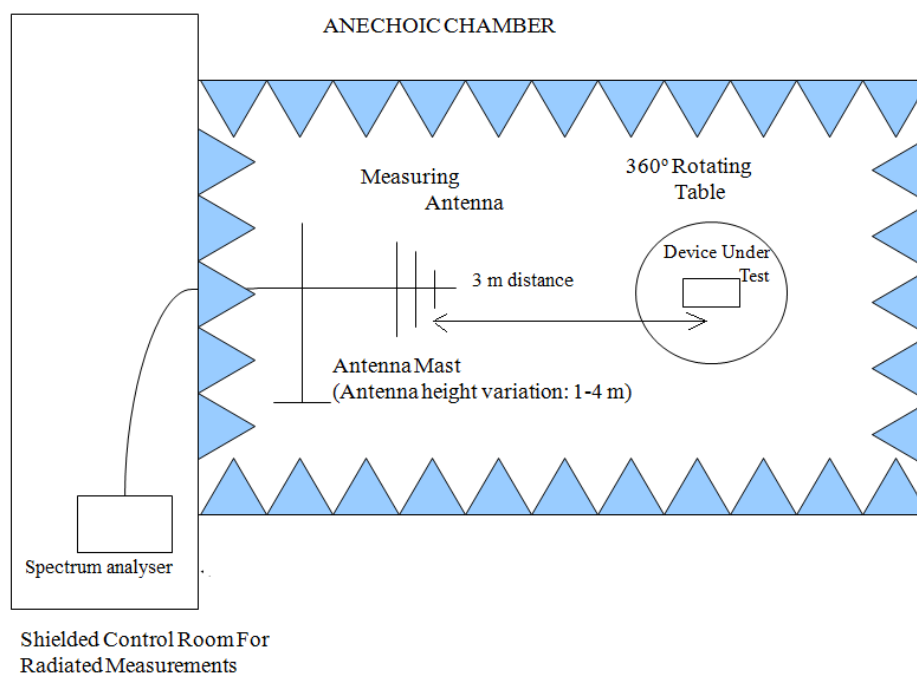 ANECHOIC CHAMBER
360º Rotating
Table
Measuring
Antenna
Device Under
Test
3 m distance
Antenna Mast
(Antenna height variation: 1-4 m)
Spectrum analyser
Shielded Control Room For
Radiated Measurements